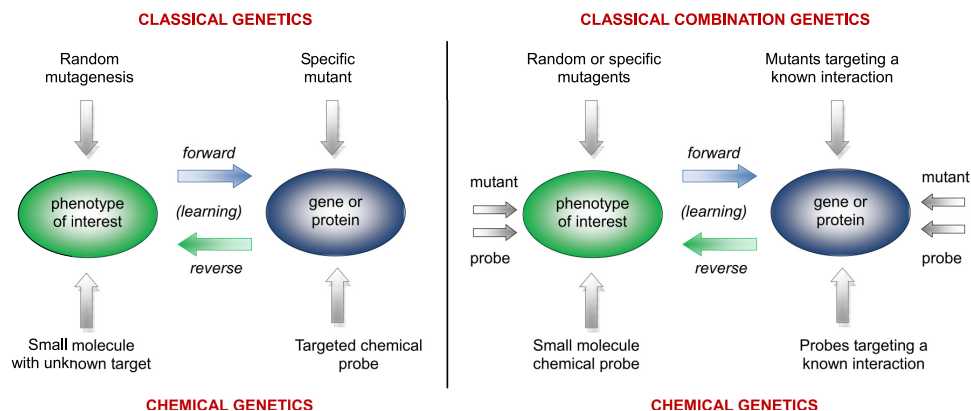 CLASSICAL GENETICS
Random
mutagenesis
Specific
mutant
forward
phenotype
of interest
(learning)
gene or
protein
reverse
Small molecule
with unknown target
Targeted chemical
probe
CHEMICAL GENETICS
CLASSICAL COMBINATION GENETICS
Random or specific
mutagents
Mutants targeting a
known interaction
forward
mutant
probe
phenotype
of interest
(learning)
gene or
protein
mutant
probe
reverse
Small molecule
chemical probe
Probes targeting a
known interaction
CHEMICAL GENETICS